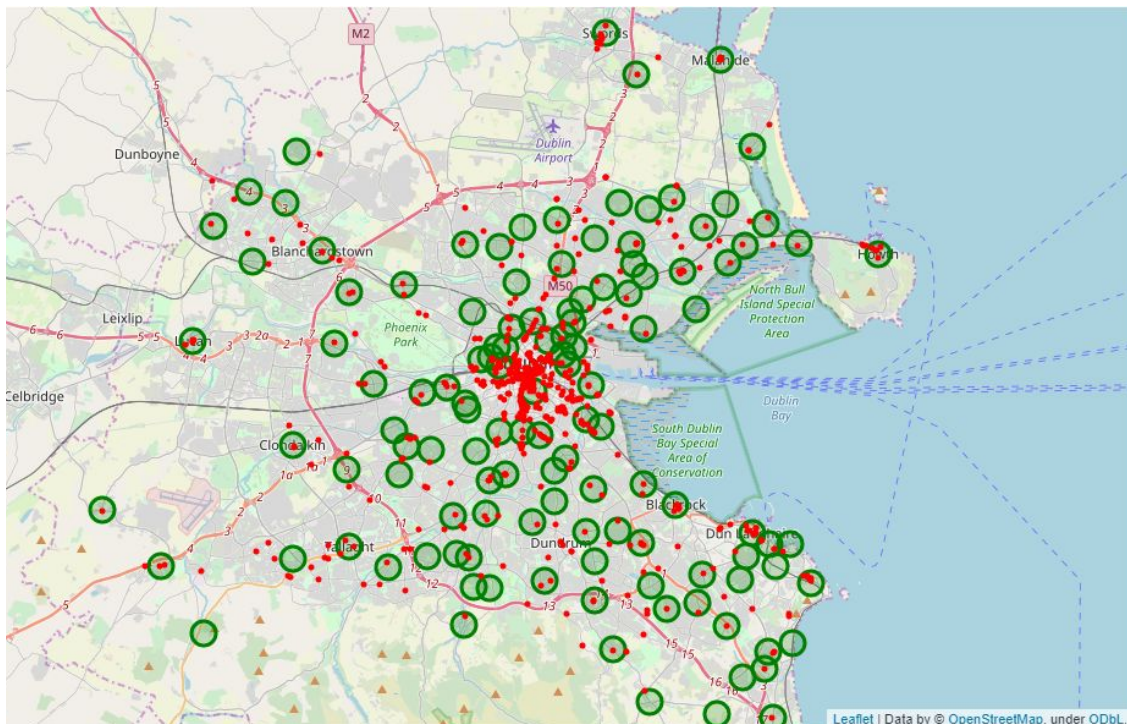 M2
Swords
Malahide
Dunboyne
Dublin
Airport
Blanchardstown
Howth
M50
North Bull
Island Special
Protection
Area
Leixlip
Phoenix
Park
Celbridge
Dublin
Bay
South Dublin
Bay Special
Area of
Conservation
Clondalkin
Blackrock
Tallaght
Dundrum
Leaflet | Data by © OpenStreetMap, under ODbL.